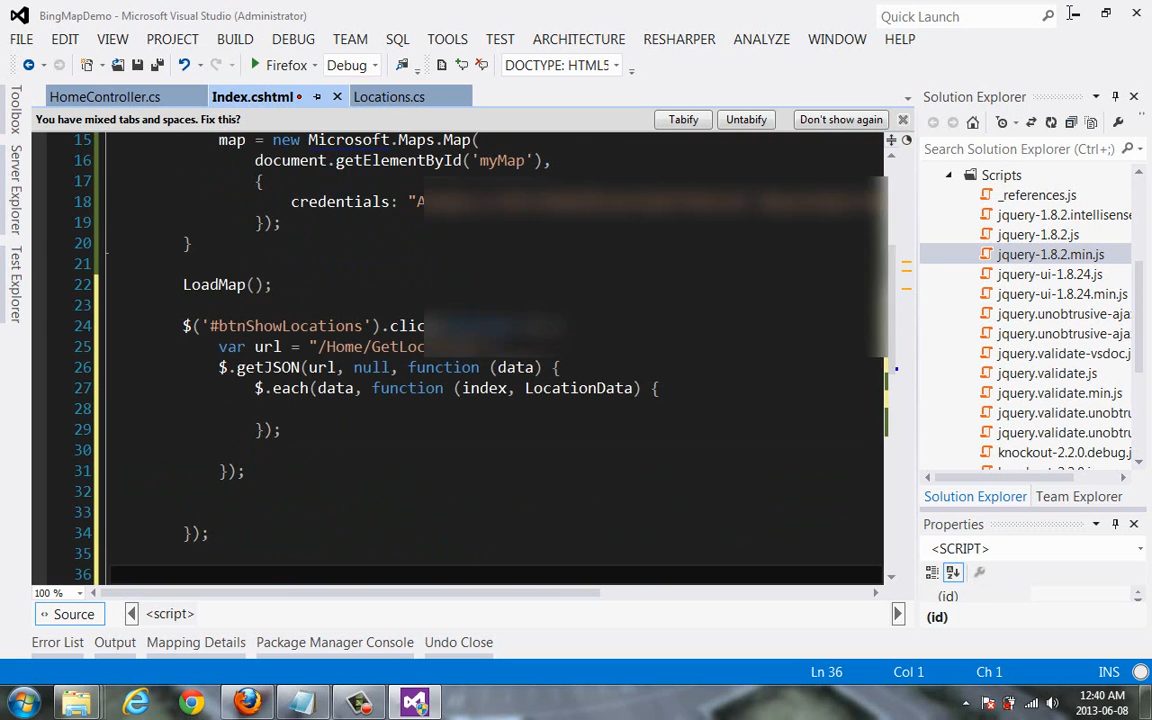 BingMapDemo - Microsoft Visual Studio (Administrator)
Quick Launch
FILE EDIT VIEW PROJECT BUILD DEBUG TEAM SQL TOOLS TEST ARCHITECTURE RESHARPER ANALYZE WINDOW HELP
Firefox Debug DOCTYPE: HTML5
HomeController.cs Index.cshtml Locations.cs
You have mixed tabs and spaces. Fix this? Tabify Untabify Don't show again
15 map = new Microsoft.Maps.Map(
16 document.getElementById('myMap'),
17 {
18 credentials: "A
19 });
20 }
21
22 LoadMap();
23
24 $('#btnShowLocations').clic
25 var url = "/Home/GetLoc
26 $.getJSON(url, null, function (data) {
27 $.each(data, function (index, LocationData) {
28
29 });
30
31 });
32
33
34 });
35
36
100 %
Source <script>
Error List Output Mapping Details Package Manager Console Undo Close
Ln 36 Col 1 Ch 1 INS
Toolbox
Server Explorer
Test Explorer
Solution Explorer
Search Solution Explorer (Ctrl+;)
Scripts
_references.js
jquery-1.8.2.intellisense
jquery-1.8.2.js
jquery-1.8.2.min.js
jquery-ui-1.8.24.js
jquery-ui-1.8.24.min.js
jquery.unobtrusive-aja
jquery.unobtrusive-aja
jquery.validate-vsdoc.j
jquery.validate.js
jquery.validate.min.js
jquery.validate.unobt
jquery.validate.unobt
knockout-2.2.0.debug.j
Solution Explorer Team Explorer
Properties
<SCRIPT>
(id)
(id)
12:40 AM
2013-06-08